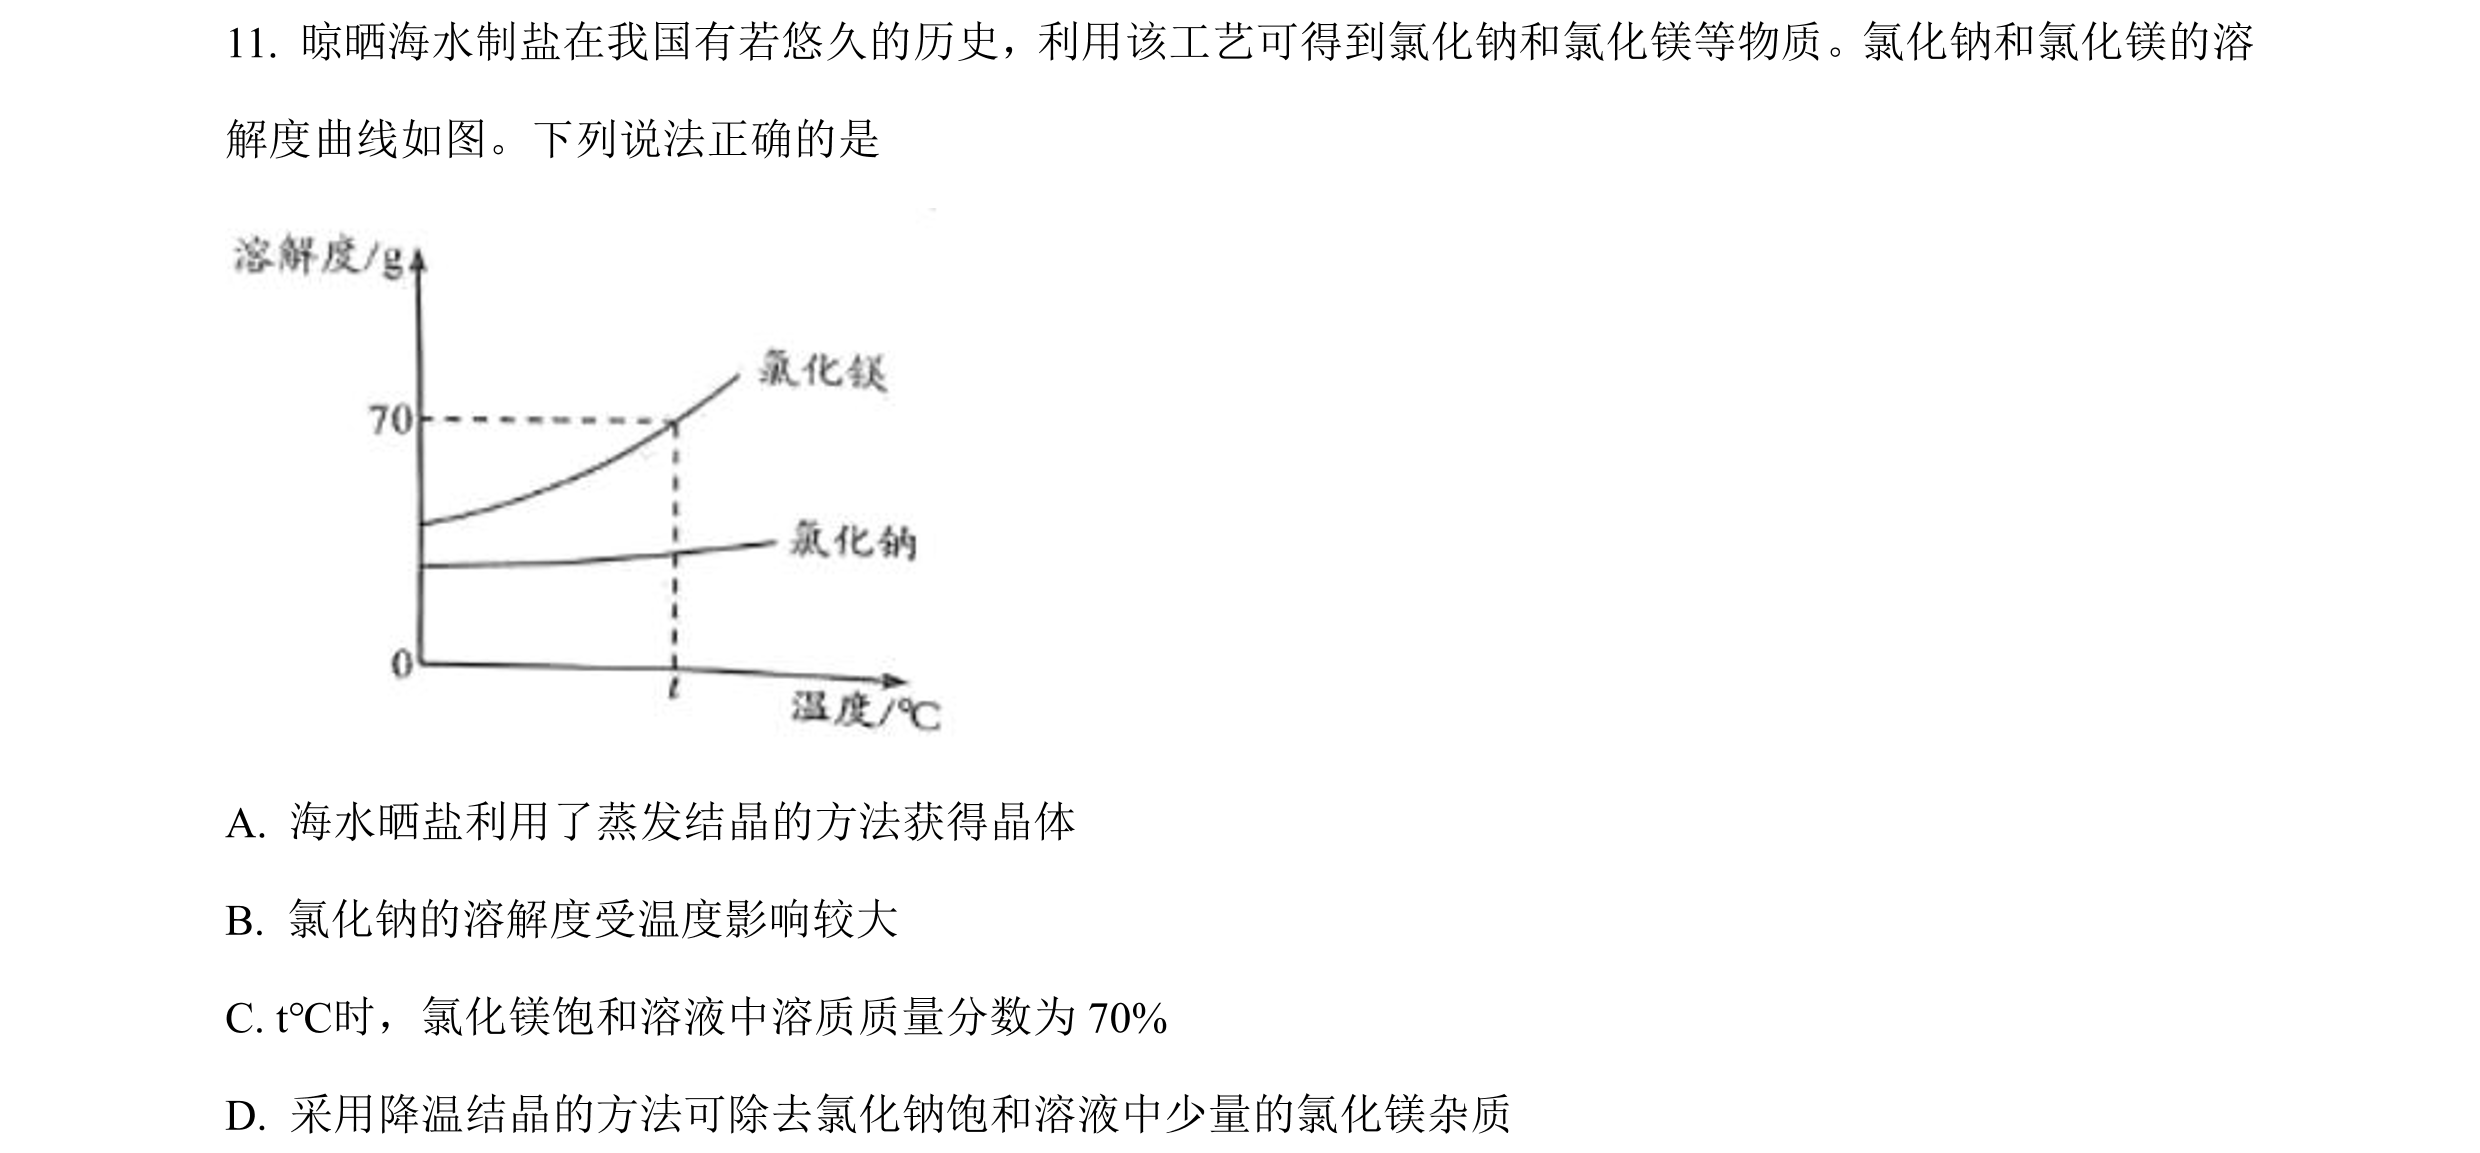 11. 晾晒海水制盐在我国有若悠久的历史，利用该工艺可得到氯化钠和氯化镁等物质。氯化钠和氯化镁的溶
解度曲线如图。下列说法正确的是
溶解度/g
氯化镁
70
氯化钠
0
t
温度/℃
A. 海水晒盐利用了蒸发结晶的方法获得晶体
B. 氯化钠的溶解度受温度影响较大
C. t℃时，氯化镁饱和溶液中溶质质量分数为 70%
D. 采用降温结晶的方法可除去氯化钠饱和溶液中少量的氯化镁杂质